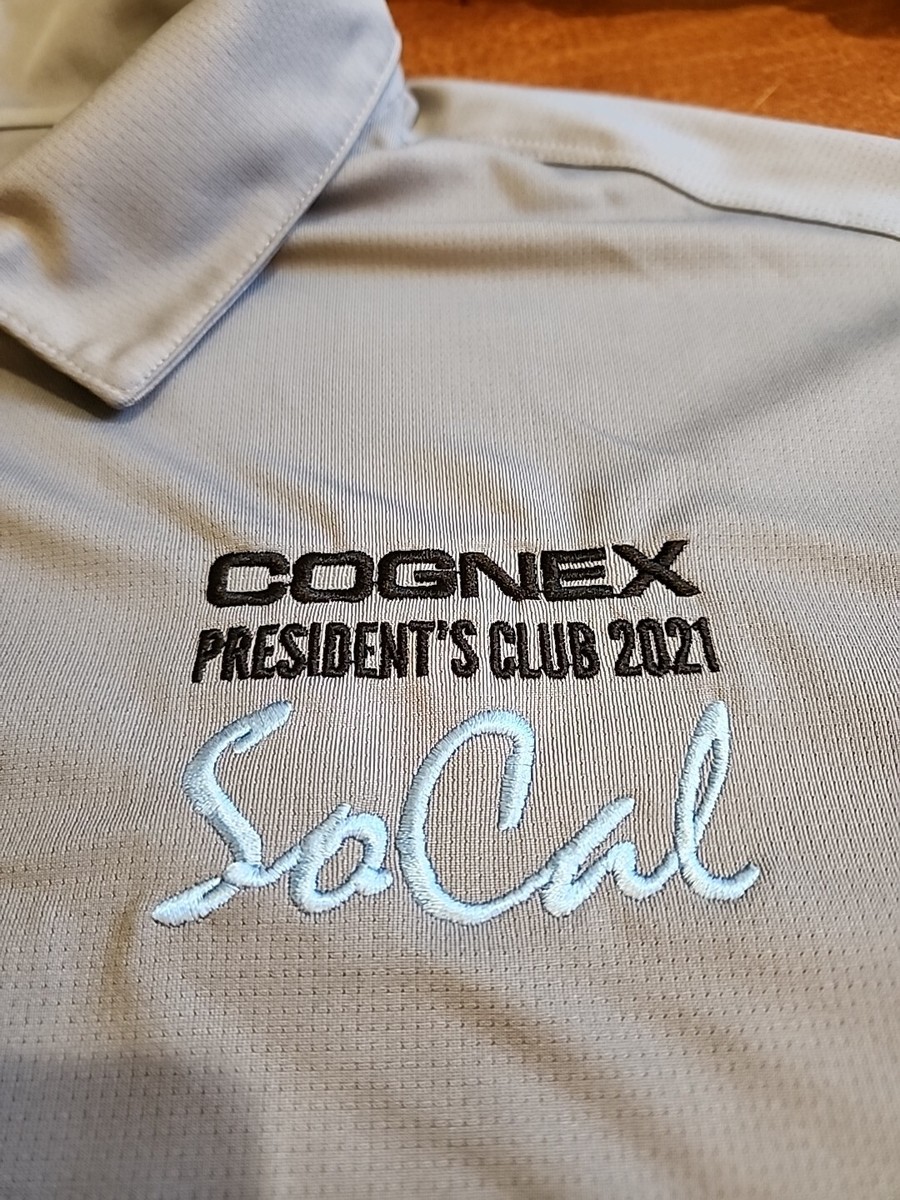 COGNEX
PRESIDENT'S CLUB 2021
SoCal